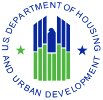 U.S. DEPARTMENT OF HOUSING
AND URBAN DEVELOPMENT